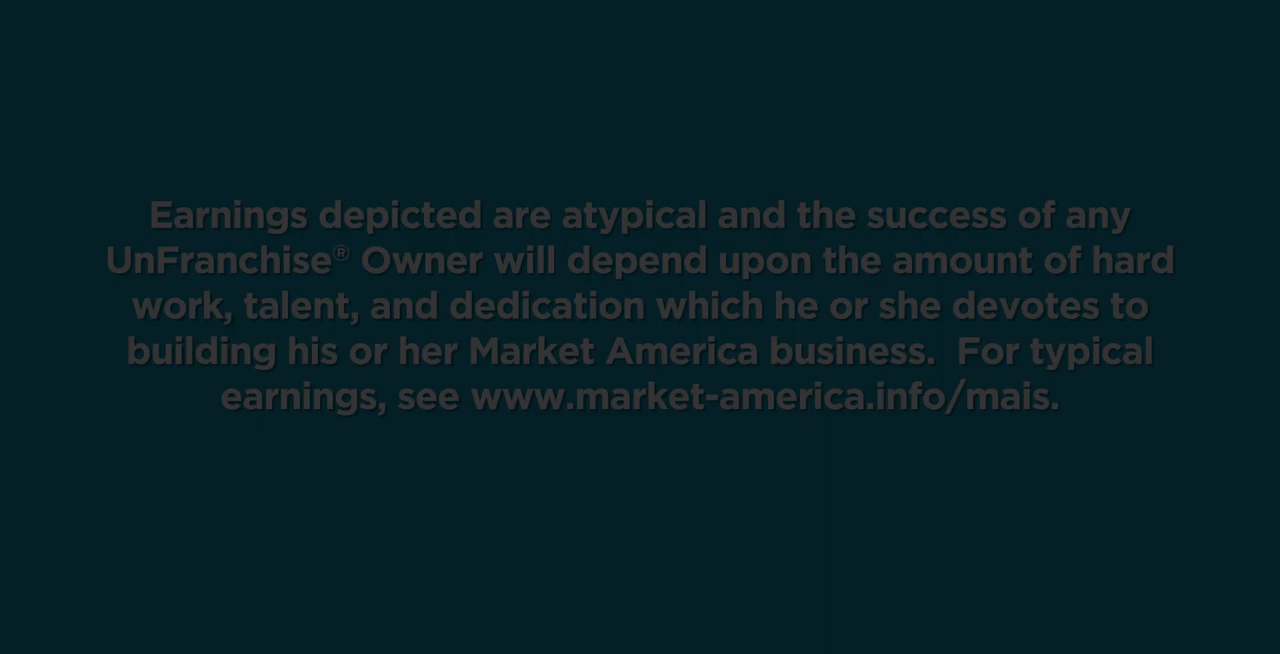 Earnings depicted are atypical and the success of any
UnFranchise® Owner will depend upon the amount of hard
work, talent, and dedication which he or she devotes to
building his or her Market America business.  For typical
earnings, see www.market-america.info/mais.